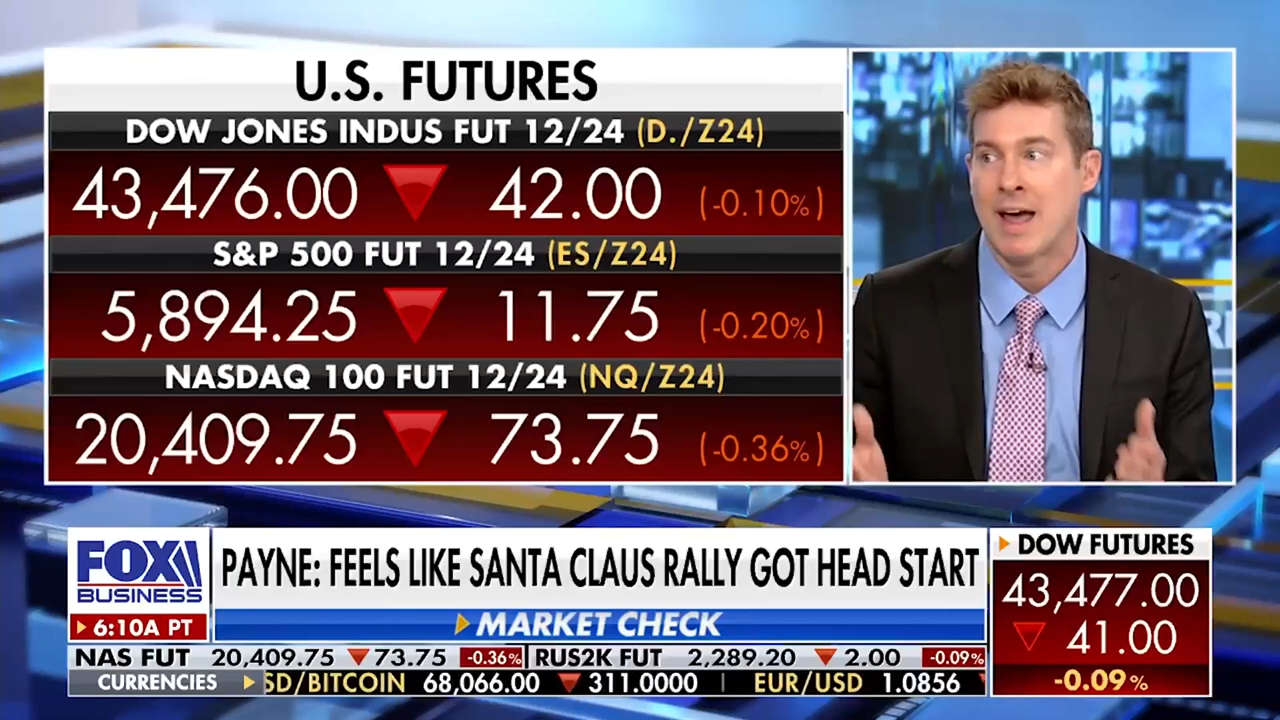 U.S. FUTURES
DOW JONES INDUS FUT 12/24 (D./Z24)
43,476.00 42.00 (-0.10%)
S&P 500 FUT 12/24 (ES/Z24)
5,894.25 11.75 (-0.20%)
NASDAQ 100 FUT 12/24 (NQ/Z24)
20,409.75 73.75 (-0.36%)
FOX
BUSINESS
6:10A PT
PAYNE: FEELS LIKE SANTA CLAUS RALLY GOT HEAD START
MARKET CHECK
DOW FUTURES
43,477.00
41.00
-0.09%
NAS FUT 20,409.75 73.75 -0.36% RUS2K FUT 2,289.20 2.00 -0.09%
CURRENCIES SD/BITCOIN 68,066.00 311.0000 EUR/USD 1.0856